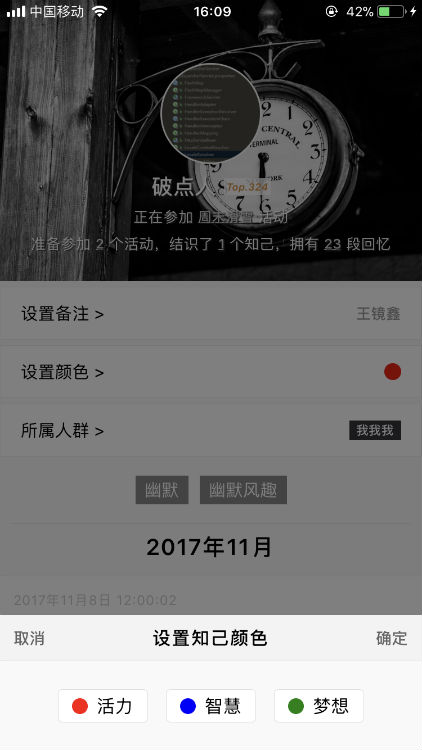 中国移动 16:09 42%
破点人 Top.324
正在参加 周末滑雪 活动
准备参加 2 个活动，结识了 1 个知己，拥有 23 段回忆
设置备注 > 王镜鑫
设置颜色 >
所属人群 > 我我我
幽默 幽默风趣
2017年11月
2017年11月8日 12:00:02
取消 设置知己颜色 确定
活力 智慧 梦想